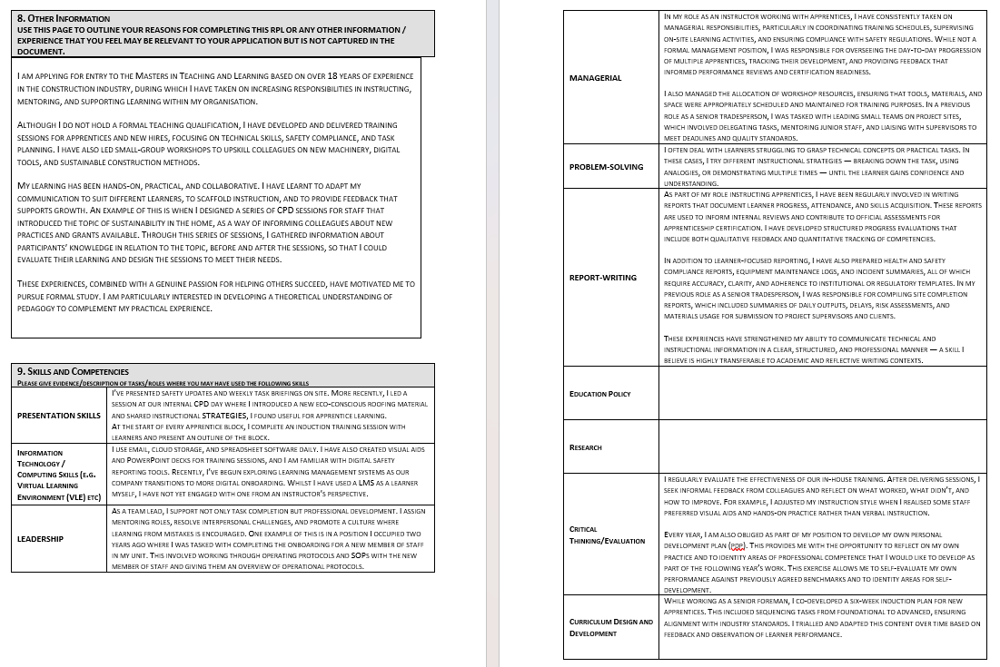 8. Other Information
Use this page to outline your reasons for completing this RPL or any other information /
experience that you feel may be relevant to your application but is not captured in the
document.
I am applying for entry to the Masters in Teaching and Learning based on over 18 years of experience
in the construction industry, during which I have taken on increasing responsibilities in instructing,
mentoring, and supporting learning within my organisation.
Although I do not hold a formal teaching qualification, I have developed and delivered training
sessions for apprentices and new hires, focusing on technical skills, safety compliance, and task
planning. I have also led small-group workshops to upskill colleagues on new machinery, digital
tools, and sustainable construction methods.
My learning has been hands-on, practical, and collaborative. I have learnt to adapt my
communication to suit different learners, to scaffold instruction, and to provide feedback that
supports growth. An example of this is when I designed a series of CPD sessions for staff that
introduced the topic of sustainability in the home, as a way of informing colleagues about new
practices and grants available. Through this series of sessions, I gathered information about
participants' knowledge in relation to the topic, before and after the sessions, so that I could
evaluate their learning and design the sessions to meet their needs.
These experiences, combined with a genuine passion for helping others succeed, have motivated me to
pursue formal study. I am particularly interested in developing a theoretical understanding of
pedagogy to complement my practical experience.
9. Skills and Competencies
Please give evidence/description of tasks/roles where you may have used the following skills
PRESENTATION SKILLS
I've presented safety updates and weekly task briefings on site. More recently, I led a
session at our internal CPD day where I introduced a new eco-conscious roofing material
and shared instructional strategies, I found useful for apprentice learning.
At the start of every apprentice block, I complete an induction training session with
learners and present an outline of the block.
Information
Technology /
Computing Skills (e.g.
Virtual Learning
Environment (VLE) etc)
I use email, cloud storage, and spreadsheet software daily. I have also created visual aids
and PowerPoint decks for training sessions, and I am familiar with digital safety
reporting tools. Recently, I've begun exploring learning management systems as our
company transitions to more digital onboarding. Whilst I have used a LMS as a learner
myself, I have not yet engaged with one from an instructor's perspective.
LEADERSHIP
As a team lead, I support not only task completion but professional development. I assign
mentoring roles, resolve interpersonal challenges, and promote a culture where
learning from mistakes is encouraged. One example of this is in a position I occupied two
years ago where I was tasked with completing the onboarding for a new member of staff
in my unit. This involved working through operating protocols and SOPs with the new
member of staff and giving them an overview of operational protocols.
MANAGERIAL
In my role as an instructor working with apprentices, I have consistently taken on
managerial responsibilities, particularly in coordinating training schedules, supervising
on-site learning activities, and ensuring compliance with safety regulations. While not a
formal management position, I was responsible for overseeing the day-to-day progression
of multiple apprentices, tracking their development, and providing feedback that
informed performance reviews and certification readiness.
I also managed the allocation of workshop resources, ensuring that tools, materials, and
space were appropriately scheduled and maintained for training purposes. In a previous
role as a senior tradesperson, I was tasked with leading small teams on project sites,
which involved delegating tasks, mentoring junior staff, and liaising with supervisors to
meet deadlines and quality standards.
PROBLEM-SOLVING
I often deal with learners struggling to grasp technical concepts or practical tasks. In
these cases, I try different instructional strategies — breaking down the task, using
analogies, or demonstrating multiple times — until the learner gains confidence and
understanding.
REPORT-WRITING
As part of my role instructing apprentices, I have been regularly involved in writing
reports that document learner progress, attendance, and skills acquisition. These reports
are used to inform internal reviews and contribute to official assessments for
apprenticeship certification. I have developed structured progress evaluations that
include both qualitative feedback and quantitative tracking of competencies.
In addition to learner-focused reporting, I have also prepared health and safety
compliance reports, equipment maintenance logs, and incident summaries, all of which
require accuracy, clarity, and adherence to institutional or regulatory templates. In my
previous role as a senior tradesperson, I was responsible for compiling site completion
reports, which included summaries of daily outputs, delays, risk assessments, and
materials usage for submission to project supervisors and clients.
These experiences have strengthened my ability to communicate technical and
instructional information in a clear, structured, and professional manner — a skill I
believe is highly transferable to academic and reflective writing contexts.
Education Policy
Research
Critical
Thinking/Evaluation
I regularly evaluate the effectiveness of our in-house training. After delivering sessions, I
seek informal feedback from colleagues and reflect on what worked, what didn't, and
how to improve. For example, I adjusted my instruction style when I realised some staff
preferred visual aids and hands-on practice rather than verbal instruction.
Every year, I am also obliged as part of my position to develop my own personal
development plan (pdp). This provides me with the opportunity to reflect on my own
practice and to identity areas of professional competence that I would like to develop as
part of the following year's work. This exercise allows me to self-evaluate my own
performance against previously agreed benchmarks and to identity areas for self-
development.
Curriculum Design and
Development
While working as a senior foreman, I co-developed a six-week induction plan for new
apprentices. This included sequencing tasks from foundational to advanced, ensuring
alignment with industry standards. I trialled and adapted this content over time based on
feedback and observation of learner performance.